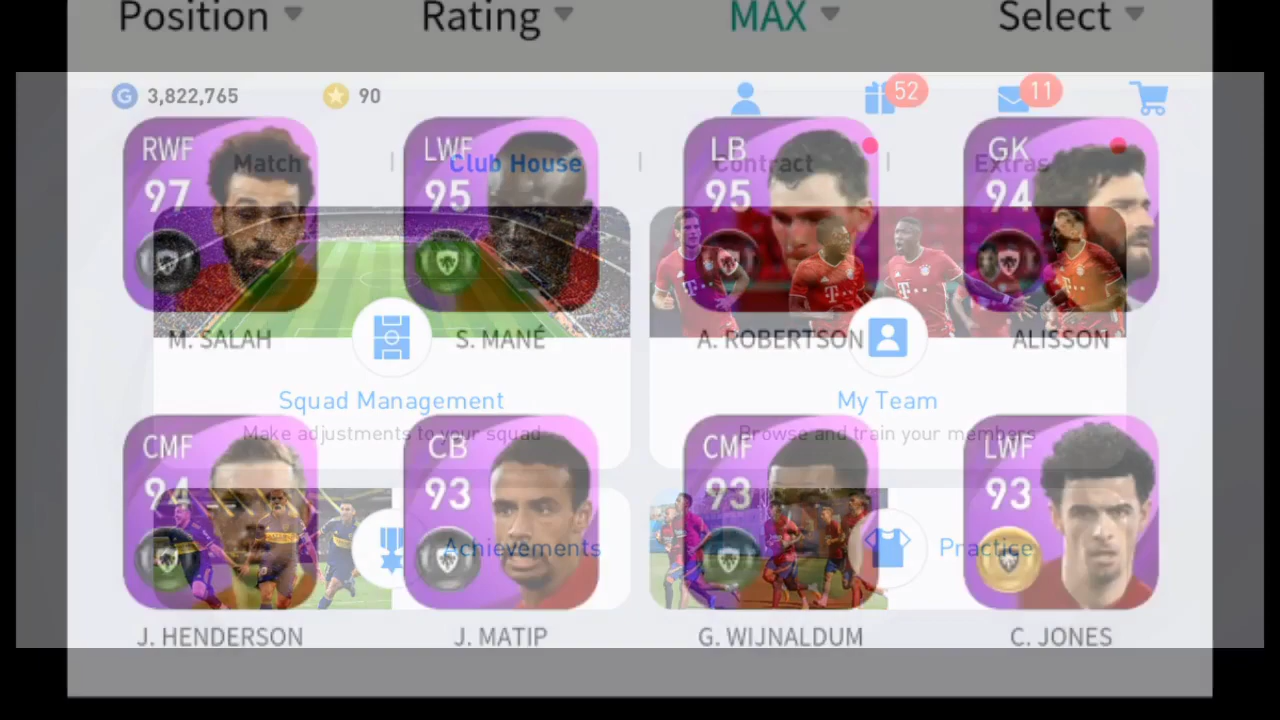 Position Rating MAX Select
G 3,822,765 90 52 11
RWF LWF LB GK
Match Club House Contract Extras
97 95 95 94
M. SALAH S. MANÉ A. ROBERTSON ALISSON
Squad Management My Team
Make adjustments to your squad Browse and train your members
CMF CB CMF LWF
94 93 93 93
Achievements Practice
J. HENDERSON J. MATIP G. WIJNALDUM C. JONES